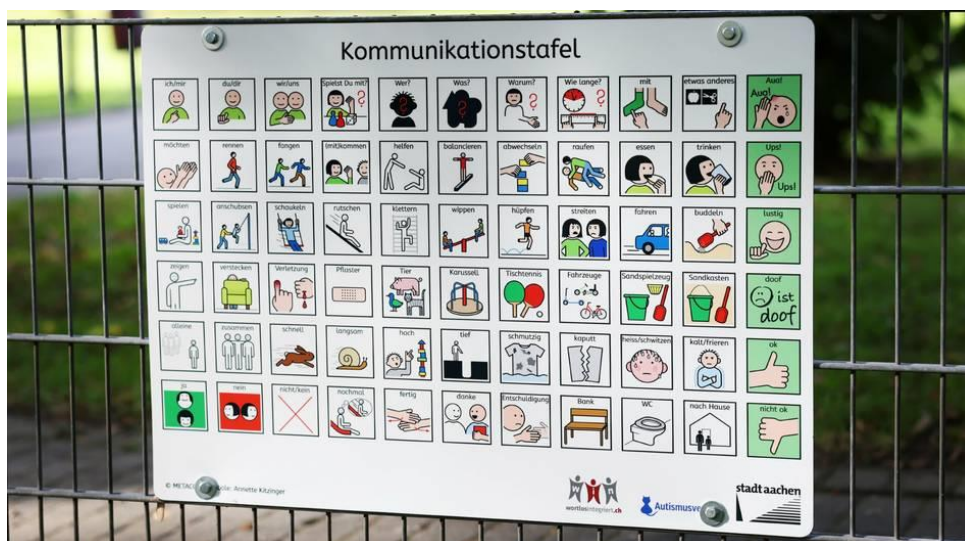 Kommunikationstafel
ich/mir du/dir wir/uns Spielst Du mit? Wer? Was? Warum? Wie lange? mit etwas anderes Aua!
Aua!
möchten rennen fangen (mit)kommen helfen balancieren abwechseln raufen essen trinken Ups!
Ups!
spielen anschubsen schaukeln rutschen klettern wippen hüpfen streiten fahren buddeln lustig
zeigen verstecken Verletzung Pflaster Tier Karussell Tischtennis Fahrzeuge Sandspielzeug Sandkasten doof
ist
doof
alleine zusammen schnell langsam hoch tief schmutzig kaputt heiss/schwitzen kalt/frieren ok
ja nein nicht/kein nochmal fertig danke Entschuldigung Bank WC nach Hause nicht ok
© Annette Kitzinger
WIR
wortlosintegriert.ch
stadt aachen